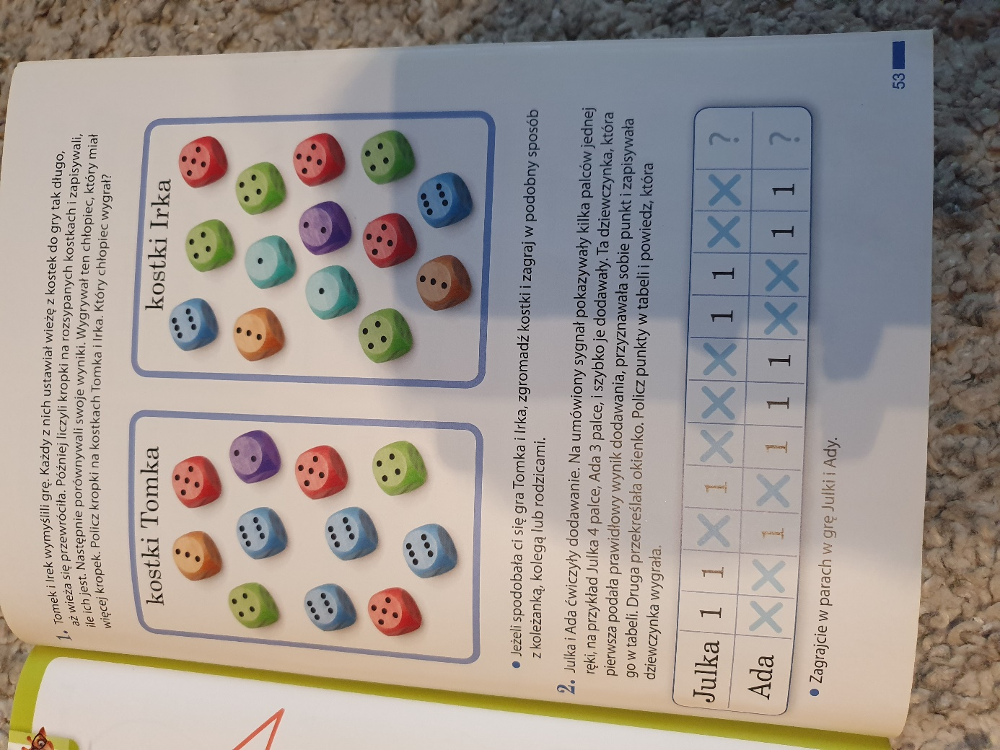 1. Tomek i Irek wymyślili grę. Każdy z nich ustawiał wieżę z kostek do gry tak długo,
aż wieża się przewróciła. Później liczyli kropki na rozsypanych kostkach i zapisywali,
ile ich jest. Następnie porównywali swoje wyniki. Wygrywał ten chłopiec, który miał
więcej kropek. Policz kropki na kostkach Tomka i Irka. Który chłopiec wygrał?
kostki Tomka
kostki Irka
• Jeżeli spodobała ci się gra Tomka i Irka, zgromadź kostki i zagraj w podobny sposób
z koleżanką, kolegą lub rodzicami.
2. Julka i Ada ćwiczyły dodawanie. Na umówiony sygnał pokazywały kilka palców jednej
ręki, na przykład Julka 4 palce, Ada 3 palce, i szybko je dodawały. Ta dziewczynka, która
pierwsza podała prawidłowy wynik dodawania, przyznawała sobie punkt i zapisywała
go w tabeli. Druga przekreślała okienko. Policz punkty w tabeli i powiedz, która
dziewczynka wygrała.
Julka 1 1 X 1 X X X 1 1 X X ?
Ada X X 1 X 1 1 1 X X 1 1 ?
• Zagrajcie w parach w grę Julki i Ady.
53